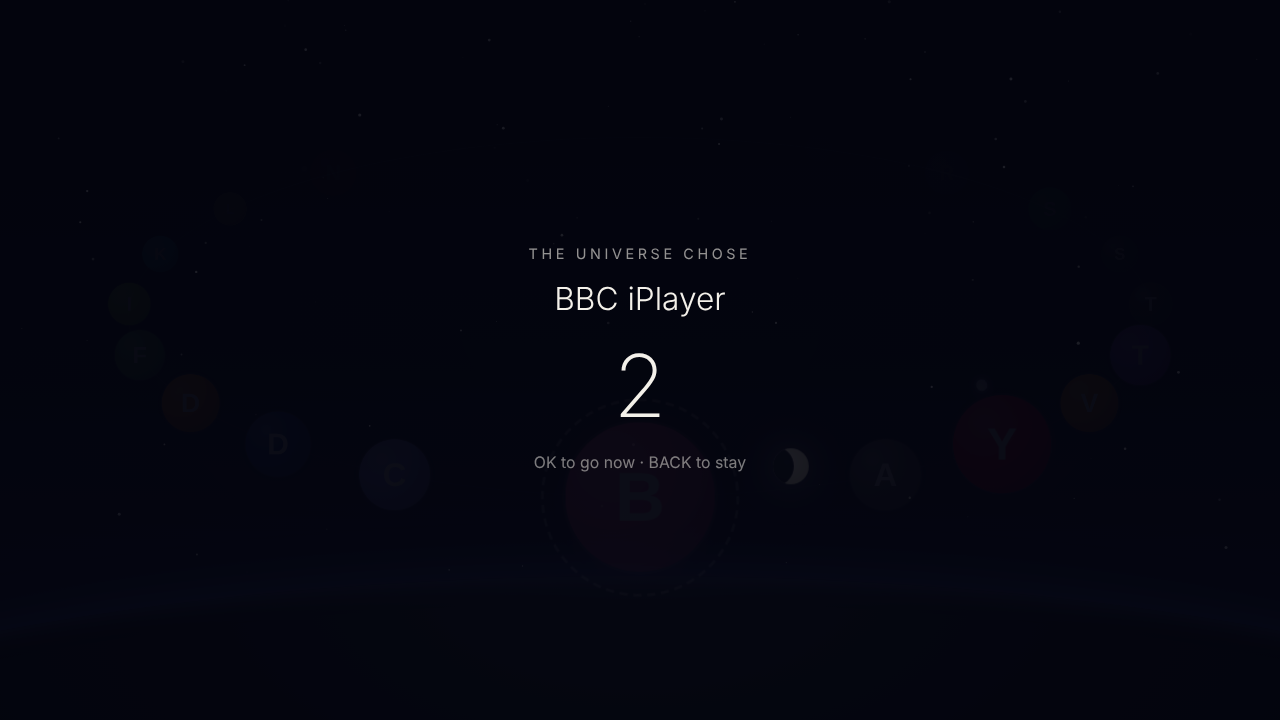 THE UNIVERSE CHOSE
BBC iPlayer
2
OK to go now · BACK to stay
B
C
D
D
F
A
Y
V
T
T